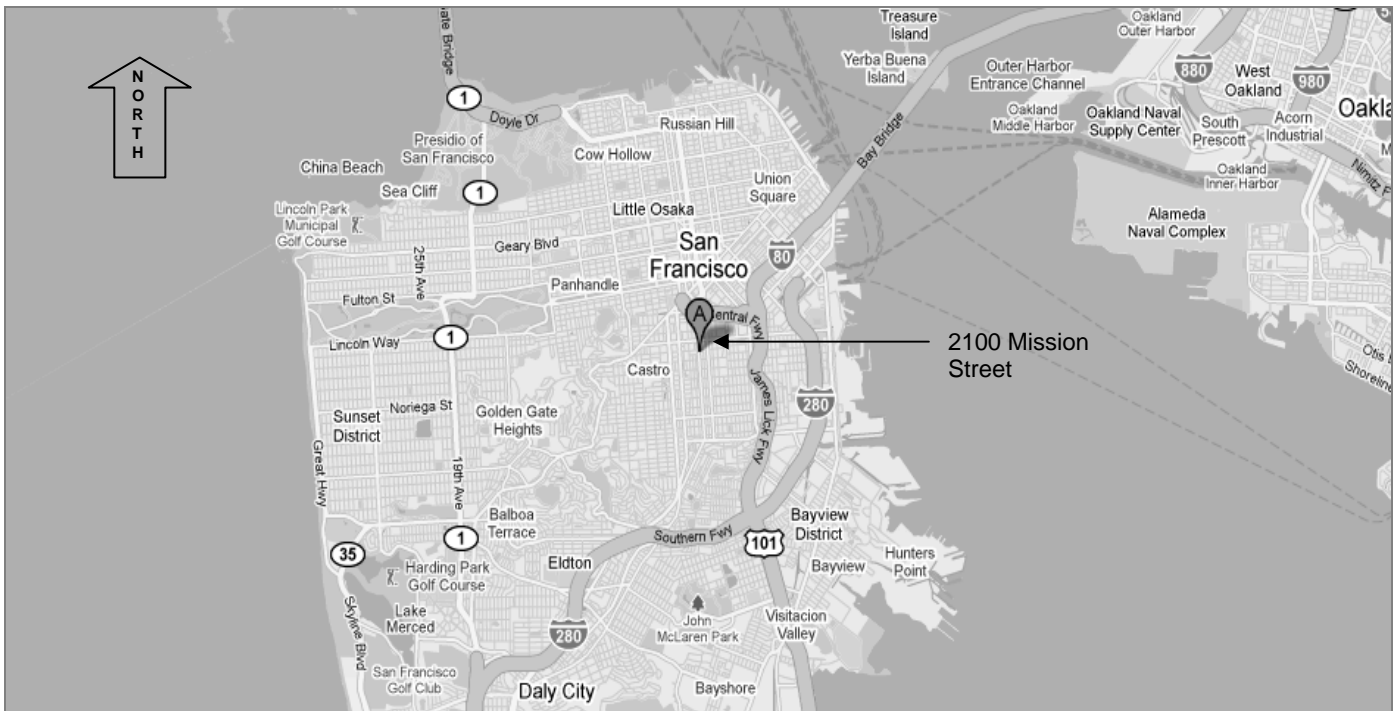 NORTH
ate Bridge
1
Doyle Dr
Presidio of
San Francisco
China Beach
Sea Cliff
1
Lincoln Park
Municipal
Golf Course
Russian Hill
Cow Hollow
Union
Square
Little Osaka
Geary Blvd
25th Ave
San
Francisco
80
Panhandle
Fulton St
Lincoln Way
1
A
Central Fwy
2100 Mission
Street
Castro
James Lick Fwy
280
Noriega St
Sunset
District
Golden Gate
Heights
Great Hwy
19th Ave
Balboa
Terrace
Southern Fwy
Bayview
District
101
35
1
Harding Park
Golf Course
Eldton
Bayview
Hunters
Point
Skyline Blvd
Lake
Merced
280
John
McLaren Park
Visitacion
Valley
San Francisco
Golf Club
Daly City
Bayshore
Treasure
Island
Yerba Buena
Island
Bay Bridge
Oakland
Outer Harbor
Outer Harbor
Entrance Channel
Oakland
Middle Harbor
880
West
Oakland
980
Oakland Naval
Supply Center
South
Prescott
Acorn
Industrial
Oakla
Nimitz F
Oakland
Inner Harbor
Alameda
Naval Complex
Otis
Shoreline